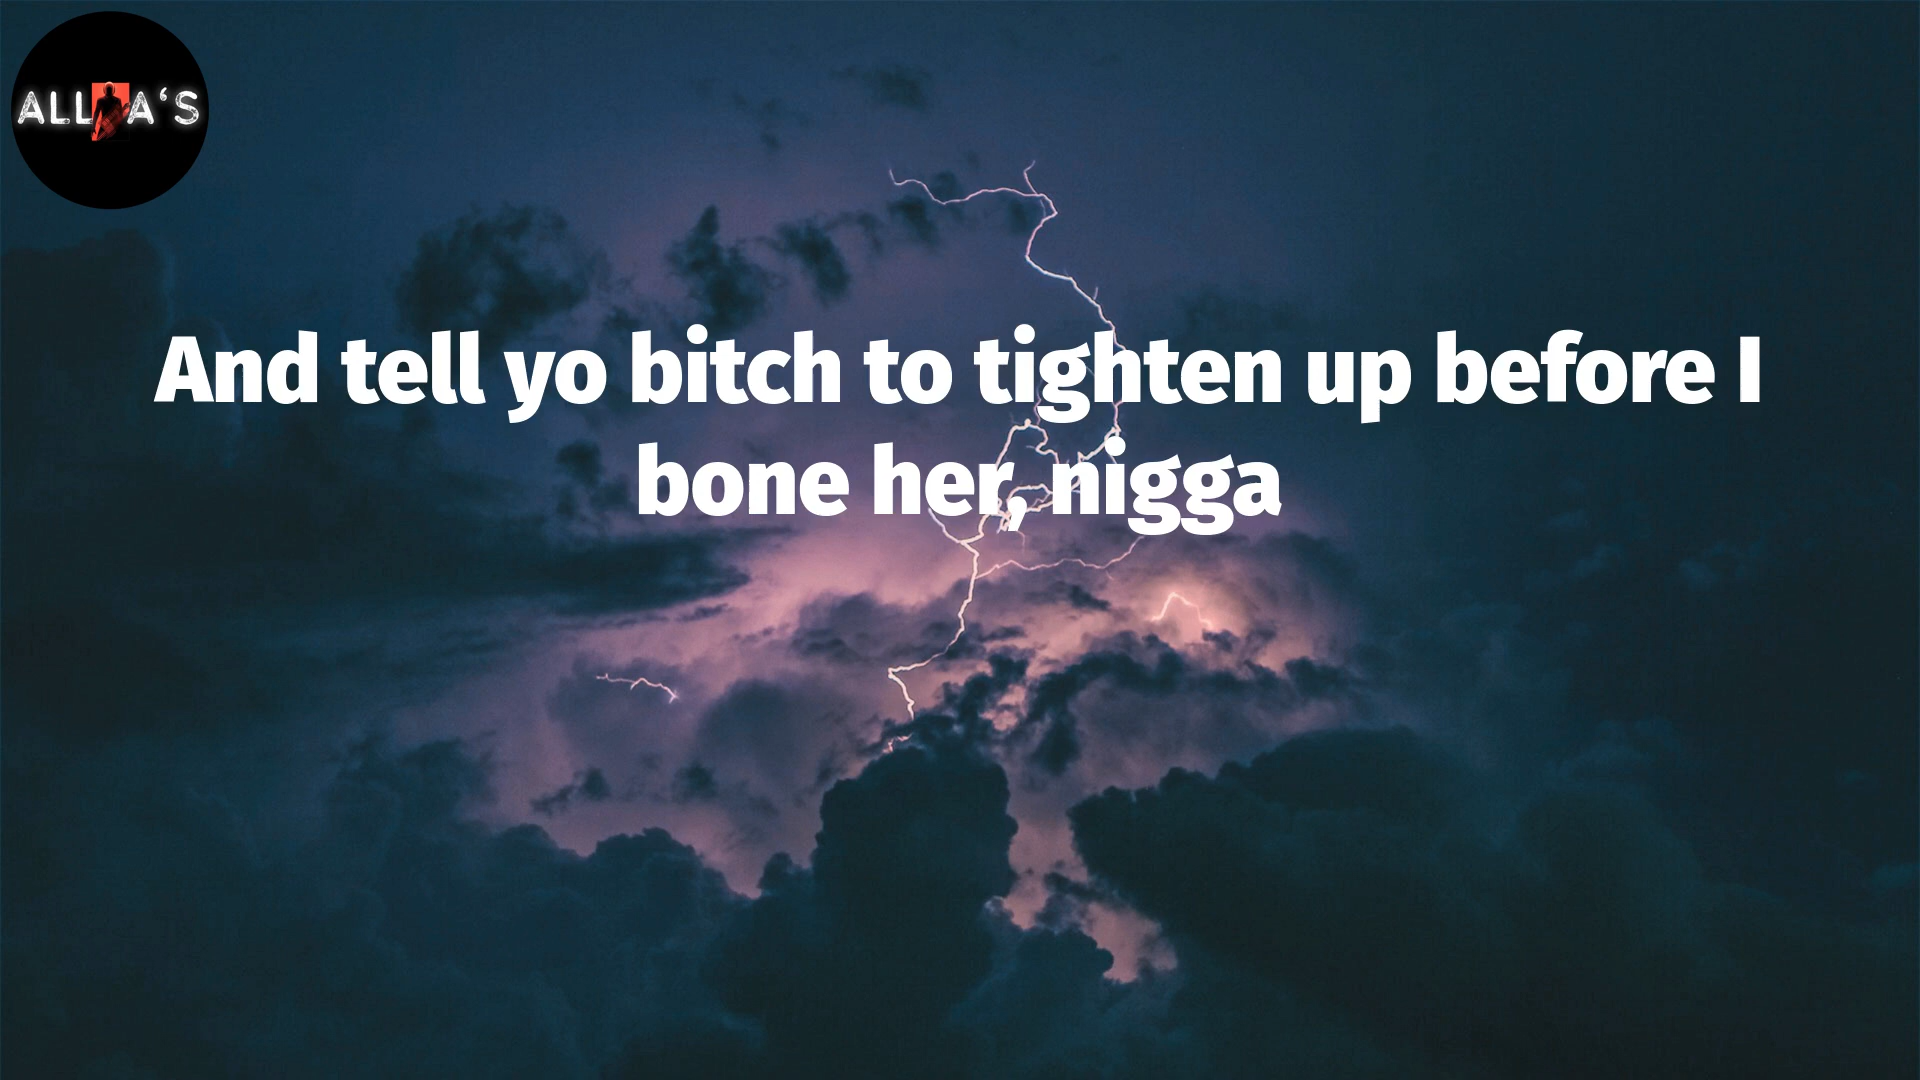 ALL A‘S
And tell yo bitch to tighten up before I
bone her, nigga